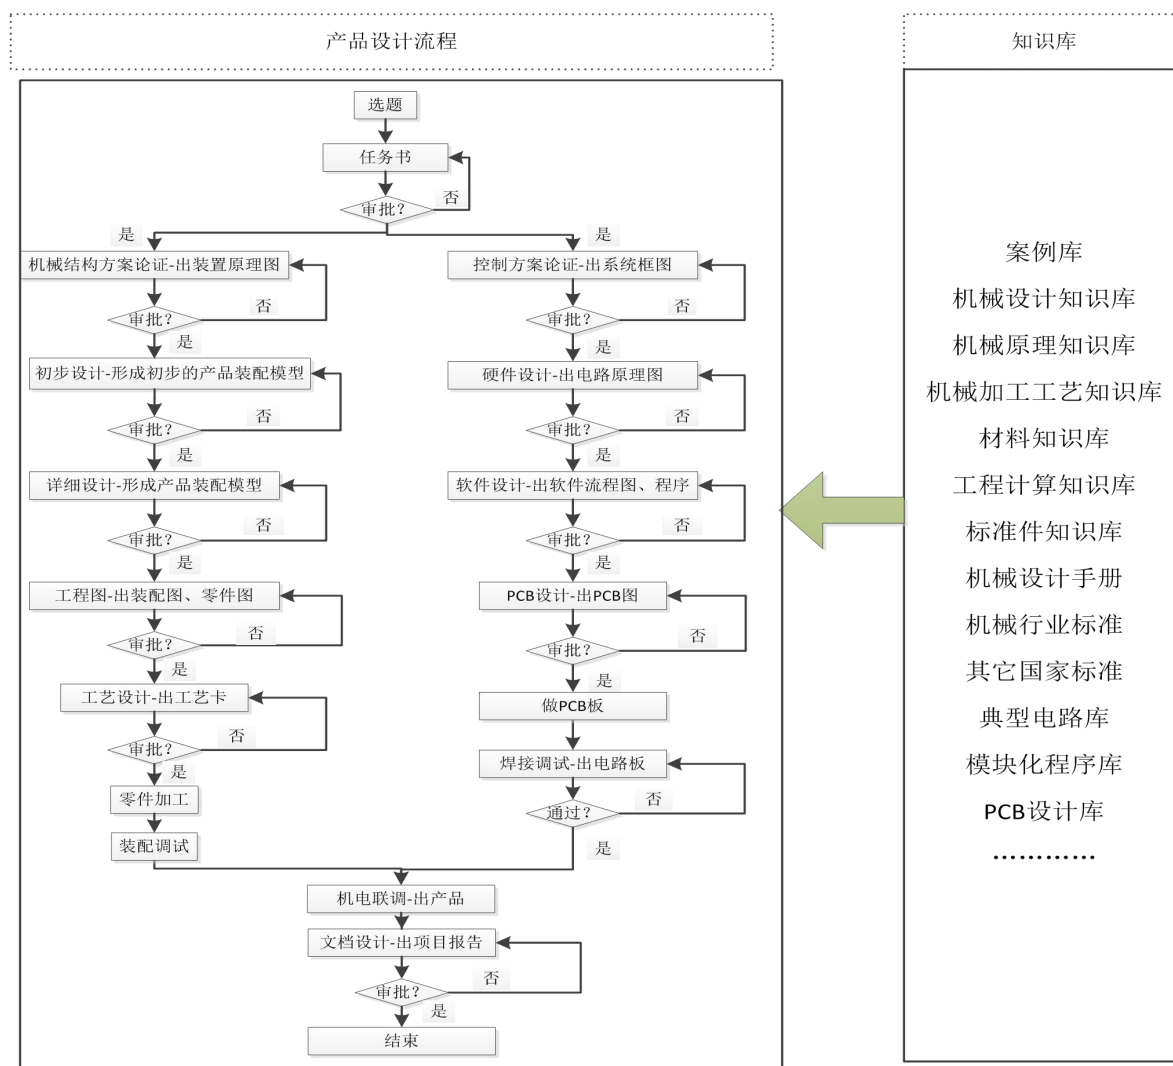 产品设计流程
知识库
选题
任务书
否
审批?
是
是
机械结构方案论证-出装置原理图
否
审批?
是
初步设计-形成初步的产品装配模型
否
审批?
是
详细设计-形成产品装配模型
否
审批?
是
工程图-出装配图、零件图
否
审批?
是
工艺设计-出工艺卡
否
审批?
是
零件加工
装配调试
控制方案论证-出系统框图
否
审批?
是
硬件设计-出电路原理图
否
审批?
是
软件设计-出软件流程图、程序
否
审批?
是
PCB设计-出PCB图
否
审批?
是
做PCB板
焊接调试-出电路板
否
通过?
是
机电联调-出产品
文档设计-出项目报告
否
审批?
是
结束
案例库
机械设计知识库
机械原理知识库
机械加工工艺知识库
材料知识库
工程计算知识库
标准件知识库
机械设计手册
机械行业标准
其它国家标准
典型电路库
模块化程序库
PCB设计库
…………